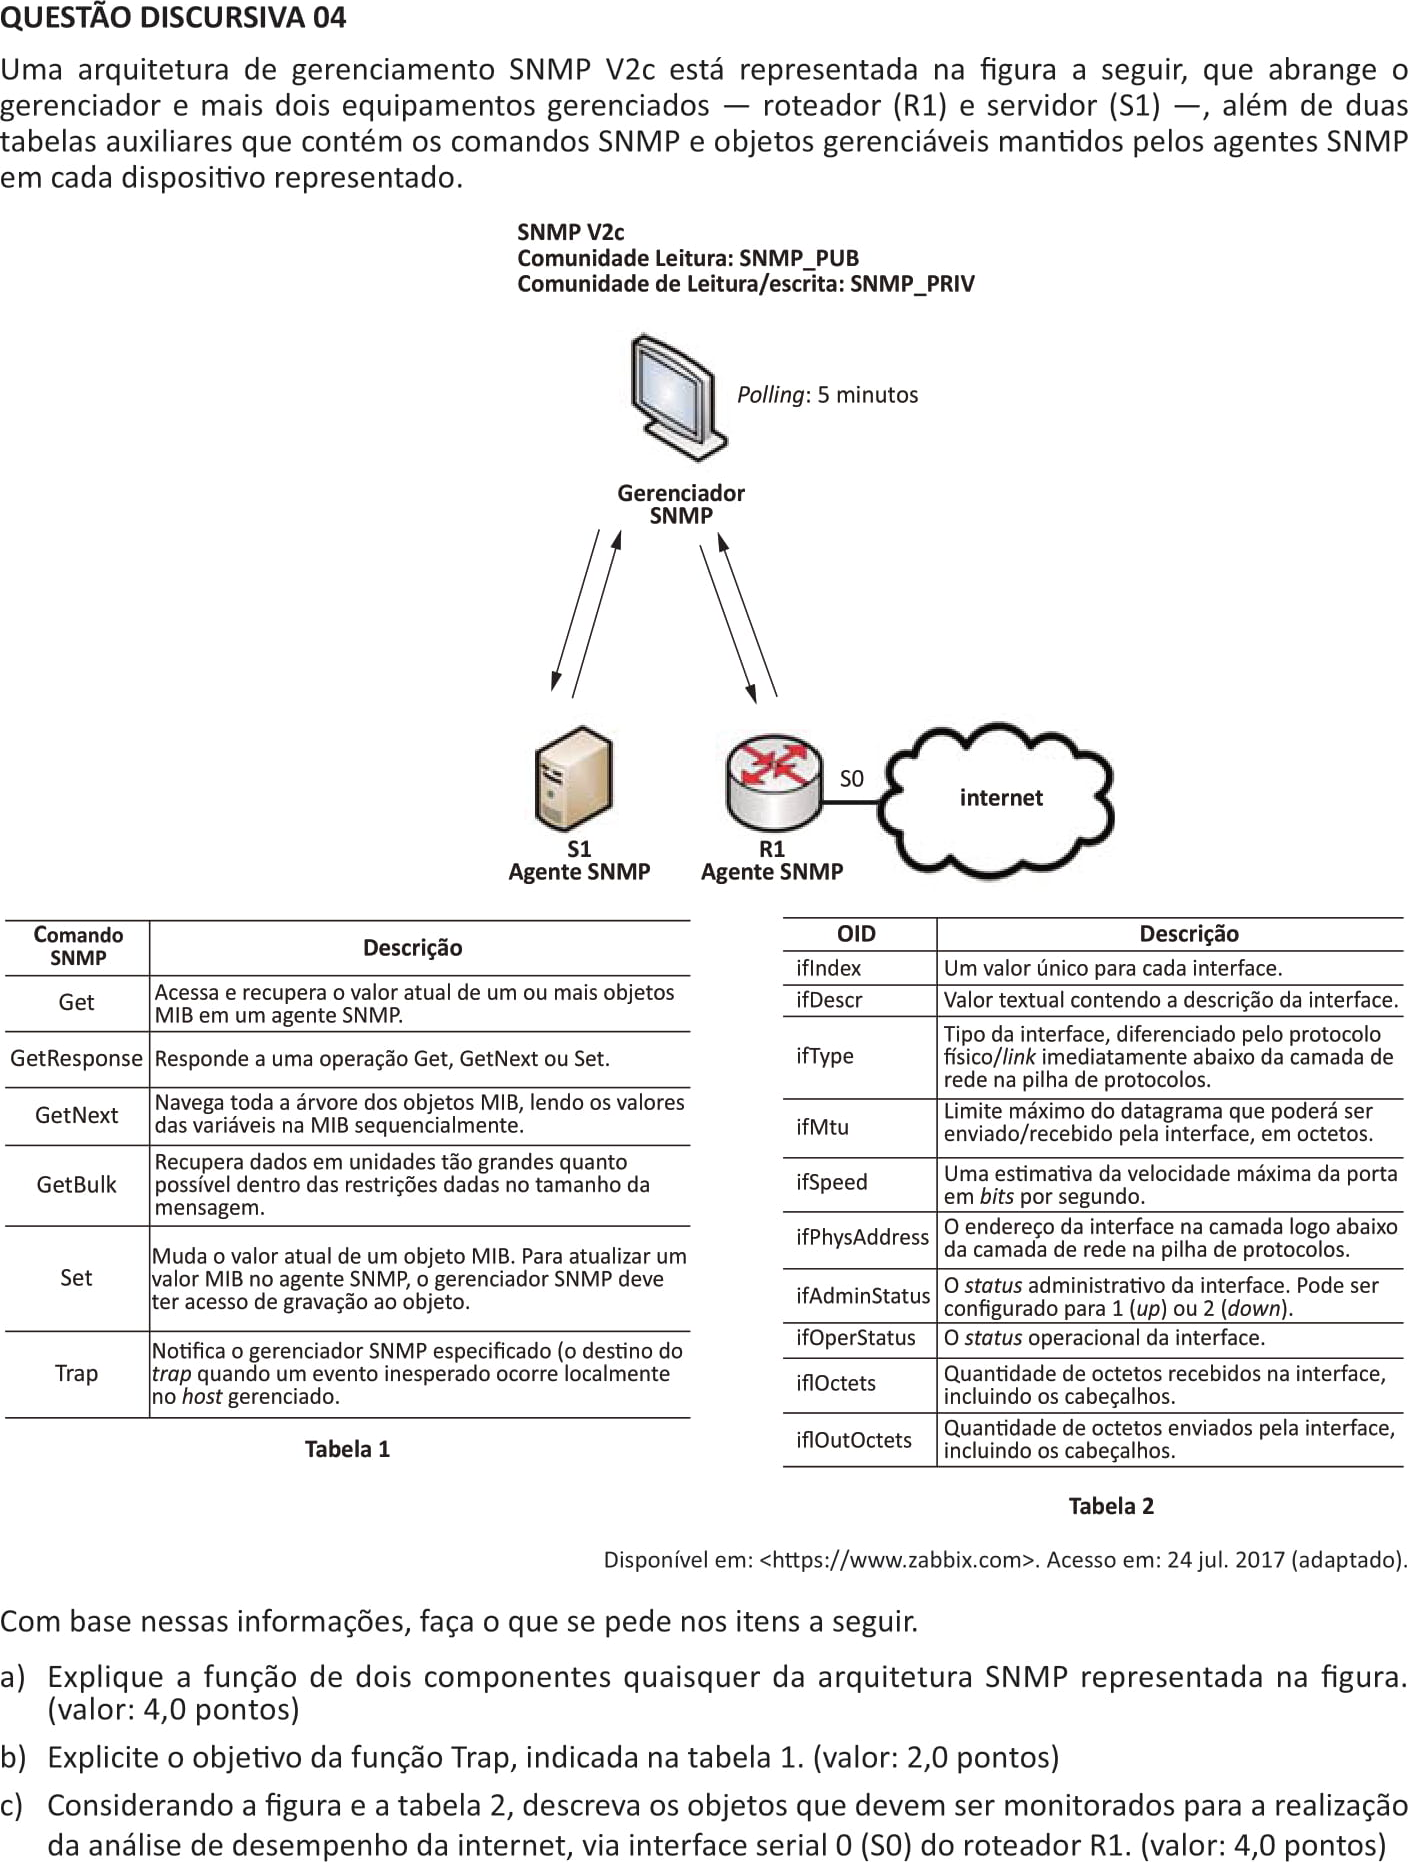 QUESTÃO DISCURSIVA 04
Uma arquitetura de gerenciamento SNMP V2c está representada na figura a seguir, que abrange o
gerenciador e mais dois equipamentos gerenciados — roteador (R1) e servidor (S1) —, além de duas
tabelas auxiliares que contém os comandos SNMP e objetos gerenciáveis mantidos pelos agentes SNMP
em cada dispositivo representado.
SNMP V2c
Comunidade Leitura: SNMP_PUB
Comunidade de Leitura/escrita: SNMP_PRIV
Polling: 5 minutos
Gerenciador
SNMP
S0
internet
S1
Agente SNMP
R1
Agente SNMP
Comando
SNMP
Descrição
Get
Acessa e recupera o valor atual de um ou mais objetos
MIB em um agente SNMP.
GetResponse
Responde a uma operação Get, GetNext ou Set.
GetNext
Navega toda a árvore dos objetos MIB, lendo os valores
das variáveis na MIB sequencialmente.
GetBulk
Recupera dados em unidades tão grandes quanto
possível dentro das restrições dadas no tamanho da
mensagem.
Set
Muda o valor atual de um objeto MIB. Para atualizar um
valor MIB no agente SNMP, o gerenciador SNMP deve
ter acesso de gravação ao objeto.
Trap
Notifica o gerenciador SNMP especificado (o destino do
trap quando um evento inesperado ocorre localmente
no host gerenciado.
Tabela 1
OID
Descrição
ifIndex
Um valor único para cada interface.
ifDescr
Valor textual contendo a descrição da interface.
ifType
Tipo da interface, diferenciado pelo protocolo
físico/link imediatamente abaixo da camada de
rede na pilha de protocolos.
ifMtu
Limite máximo do datagrama que poderá ser
enviado/recebido pela interface, em octetos.
ifSpeed
Uma estimativa da velocidade máxima da porta
em bits por segundo.
ifPhysAddress
O endereço da interface na camada logo abaixo
da camada de rede na pilha de protocolos.
ifAdminStatus
O status administrativo da interface. Pode ser
configurado para 1 (up) ou 2 (down).
ifOperStatus
O status operacional da interface.
iflOctets
Quantidade de octetos recebidos na interface,
incluindo os cabeçalhos.
iflOutOctets
Quantidade de octetos enviados pela interface,
incluindo os cabeçalhos.
Tabela 2
Disponível em: <https://www.zabbix.com>. Acesso em: 24 jul. 2017 (adaptado).
Com base nessas informações, faça o que se pede nos itens a seguir.
a) Explique a função de dois componentes quaisquer da arquitetura SNMP representada na figura.
(valor: 4,0 pontos)
b) Explicite o objetivo da função Trap, indicada na tabela 1. (valor: 2,0 pontos)
c) Considerando a figura e a tabela 2, descreva os objetos que devem ser monitorados para a realização
da análise de desempenho da internet, via interface serial 0 (S0) do roteador R1. (valor: 4,0 pontos)